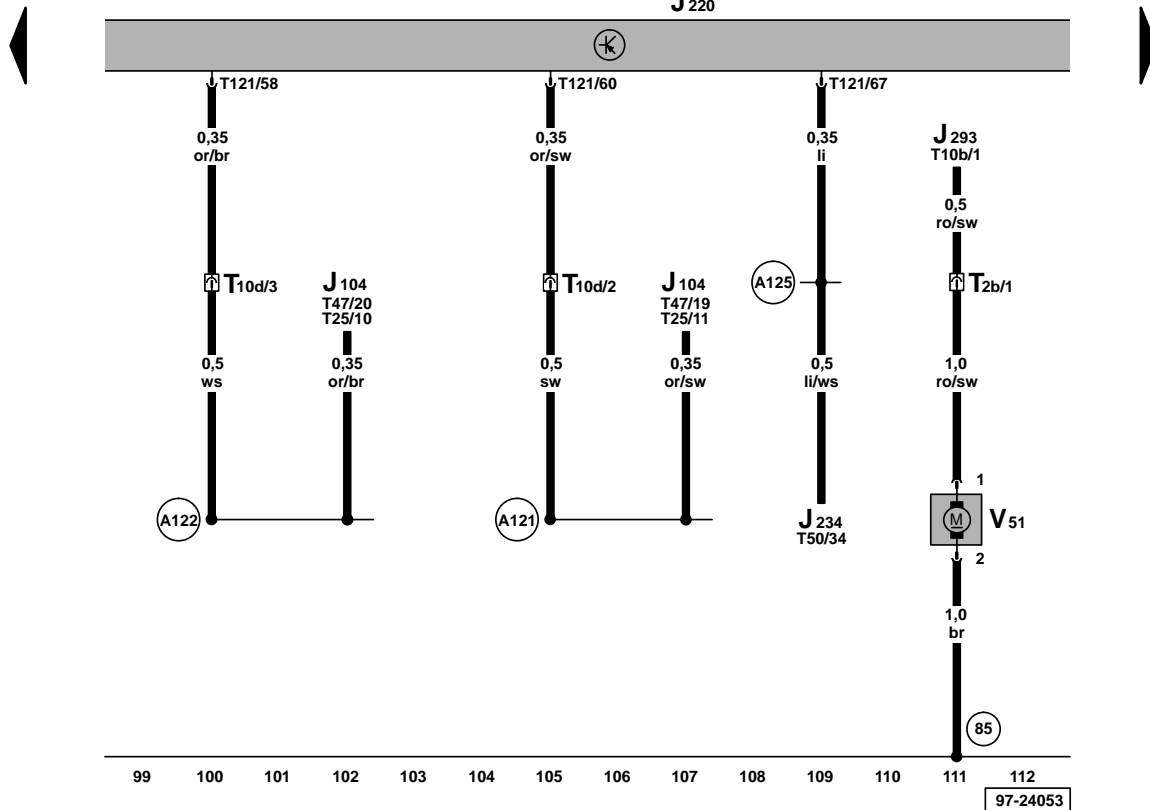 J 220
T121/58
T121/60
T121/67
0,35
or/br
0,35
or/sw
0,35
li
J 293
T10b/1
0,5
ro/sw
T10d/3
J 104
T47/20
T25/10
T10d/2
J 104
T47/19
T25/11
A125
T2b/1
0,5
ws
0,35
or/br
0,5
sw
0,35
or/sw
0,5
li/ws
1,0
ro/sw
1
A122
A121
J 234
T50/34
M
V 51
2
1,0
br
85
99 100 101 102 103 104 105 106 107 108 109 110 111 112
97-24053